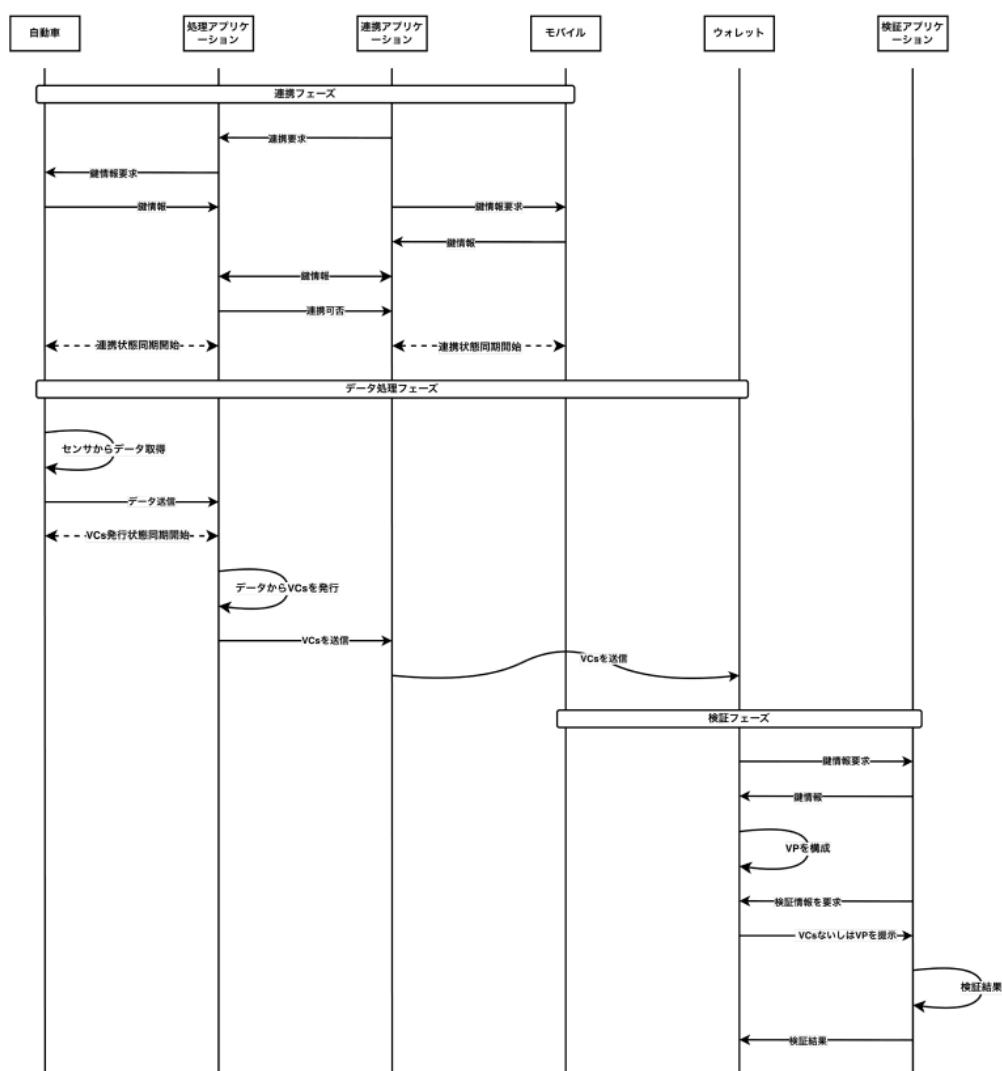 自動車
処理アプリケ
ーション
連携アプリケ
ーション
モバイル
ウォレット
検証アプリケ
ーション
連携フェーズ
連携要求
鍵情報要求
鍵情報
鍵情報要求
鍵情報
鍵情報
連携可否
連携状態同期開始
連携状態同期開始
データ処理フェーズ
センサからデータ取得
データ送信
VCs発行状態同期開始
データからVCsを発行
VCsを送信
VCsを送信
検証フェーズ
鍵情報要求
鍵情報
VPを構成
検証情報を要求
VCsないしはVPを提示
検証結果
検証結果